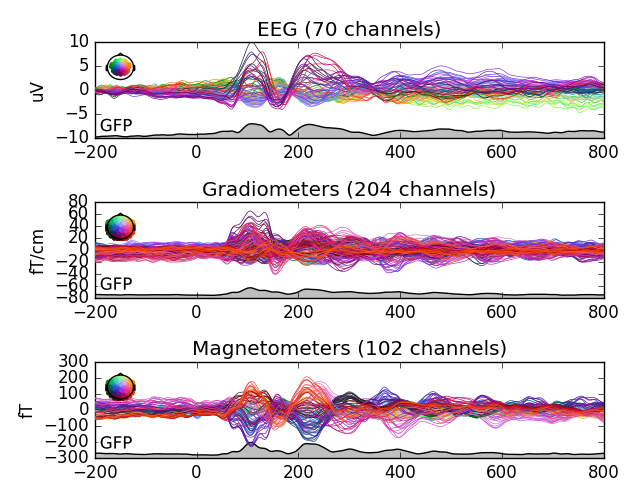 EEG (70 channels)
10
5
0
−5
−10
uV
GFP
−200 0 200 400 600 800
Gradiometers (204 channels)
80
60
40
20
0
−20
−40
−60
−80
fT/cm
GFP
−200 0 200 400 600 800
Magnetometers (102 channels)
300
200
100
0
−100
−200
−300
fT
GFP
−200 0 200 400 600 800